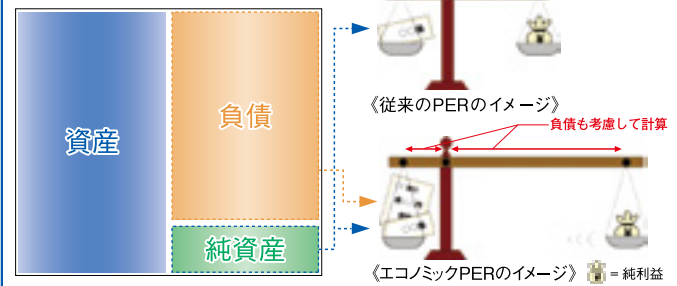 資産
負債
純資産
《従来のPERのイメージ》
負債も考慮して計算
《エコノミックPERのイメージ》
=純利益